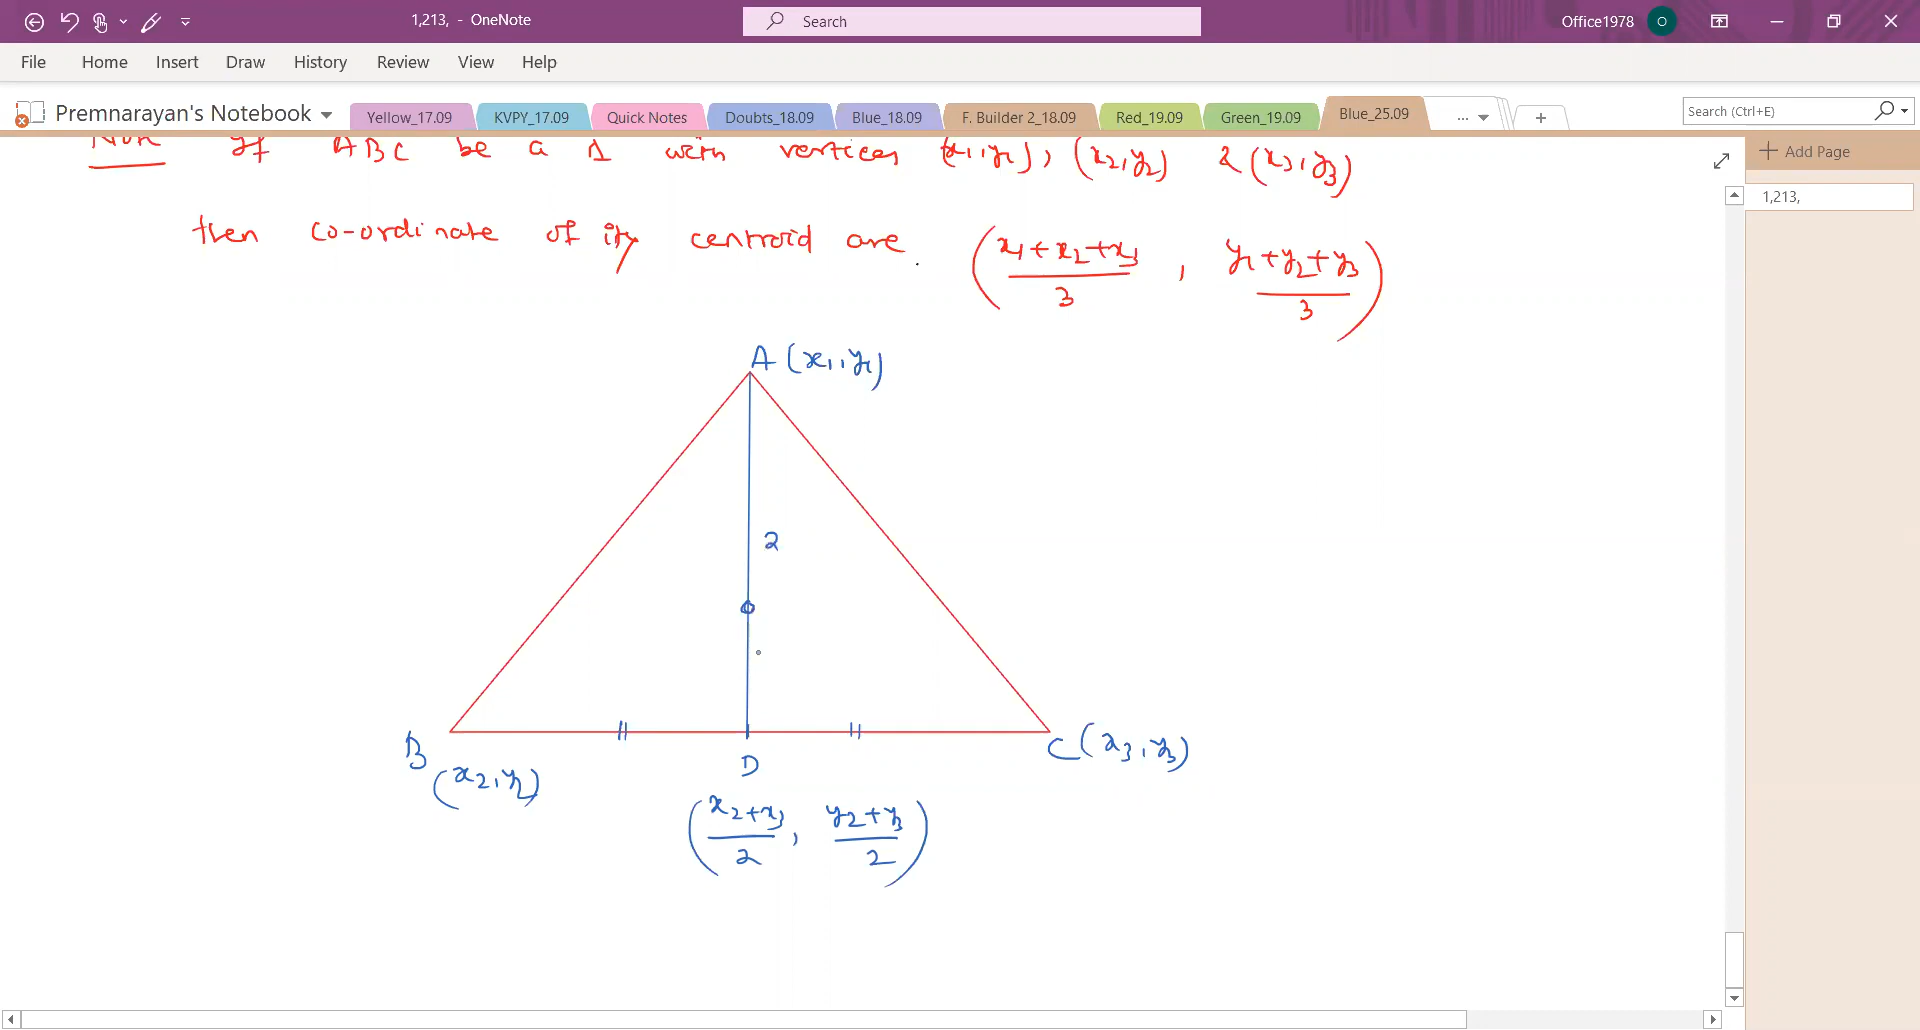 1,213, - OneNote
Search
Office1978
O
File Home Insert Draw History Review View Help
Premnarayan's Notebook
Yellow_17.09 KVPY_17.09 Quick Notes Doubts_18.09 Blue_18.09 F. Builder 2_18.09 Red_19.09 Green_19.09 Blue_25.09 ... +
Search (Ctrl+E)
Add Page
1,213,
Note If ABC be a Δ with vertices (x₁,y₁), (x₂,y₂) & (x₃,y₃)
then co-ordinate of its centroid are (x₁+x₂+x₃/3, y₁+y₂+y₃/3)
A (x₁,y₁)
2
B
(x₂,y₂)
D
C (x₃,y₃)
(x₂+x₃/2, y₂+y₃/2)